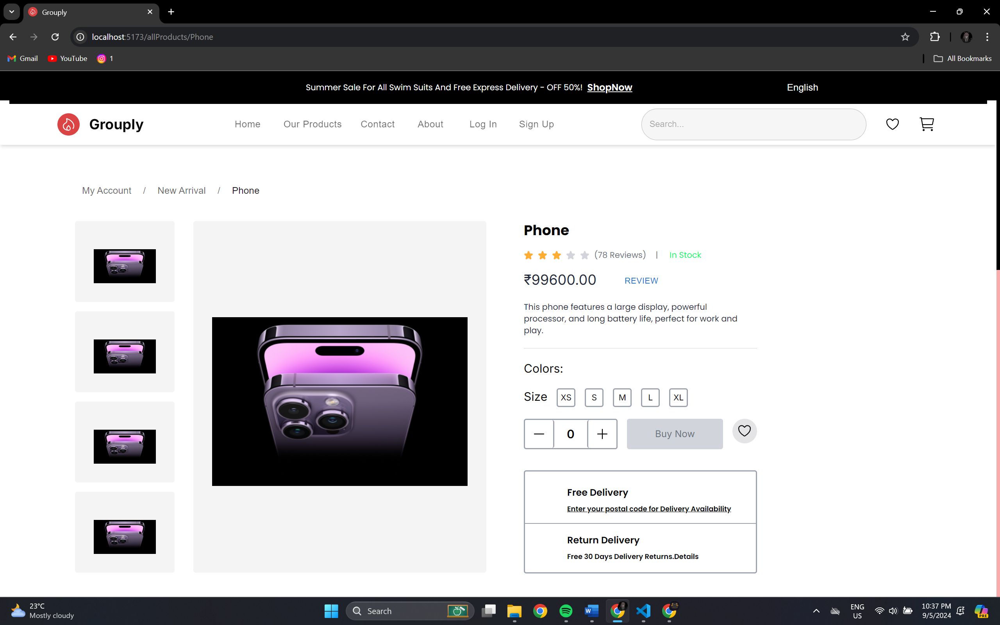 Grouply
localhost:5173/allProducts/Phone
Gmail YouTube 1 All Bookmarks
Summer Sale For All Swim Suits And Free Express Delivery - OFF 50%! ShopNow English
Grouply Home Our Products Contact About Log In Sign Up Search...
My Account / New Arrival / Phone
Phone
(78 Reviews) | In Stock
₹99600.00 REVIEW
This phone features a large display, powerful
processor, and long battery life, perfect for work and
play.
Colors:
Size XS S M L XL
0 Buy Now
Free Delivery
Enter your postal code for Delivery Availability
Return Delivery
Free 30 Days Delivery Returns.Details
23°C
Mostly cloudy
Search
W
ENG
US
10:37 PM
9/5/2024
PRE